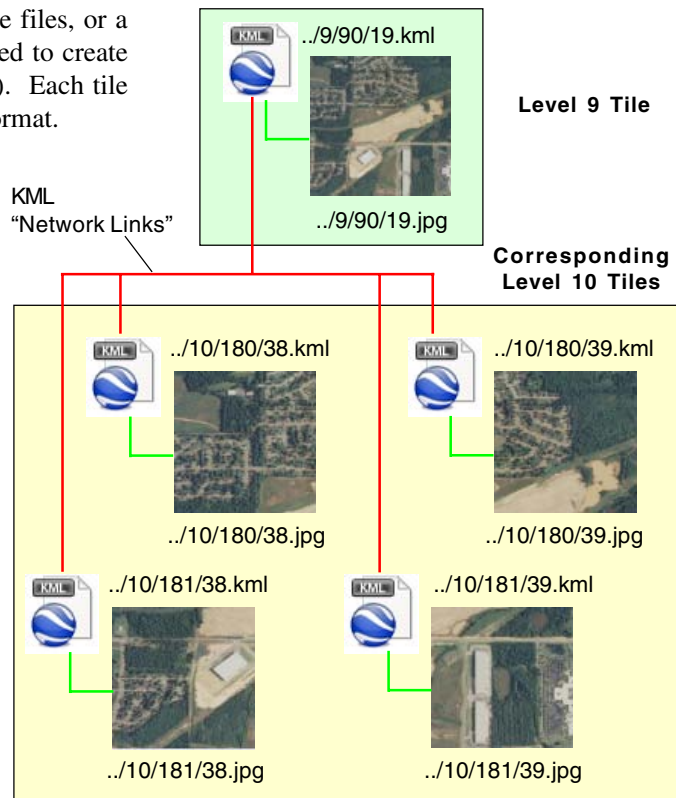 e files, or a
ed to create
). Each tile
ormat.
KML
../9/90/19.kml
Level 9 Tile
../9/90/19.jpg
KML
“Network Links”
Corresponding
Level 10 Tiles
KML
../10/180/38.kml
../10/180/38.jpg
KML
../10/180/39.kml
../10/180/39.jpg
KML
../10/181/38.kml
../10/181/38.jpg
KML
../10/181/39.kml
../10/181/39.jpg